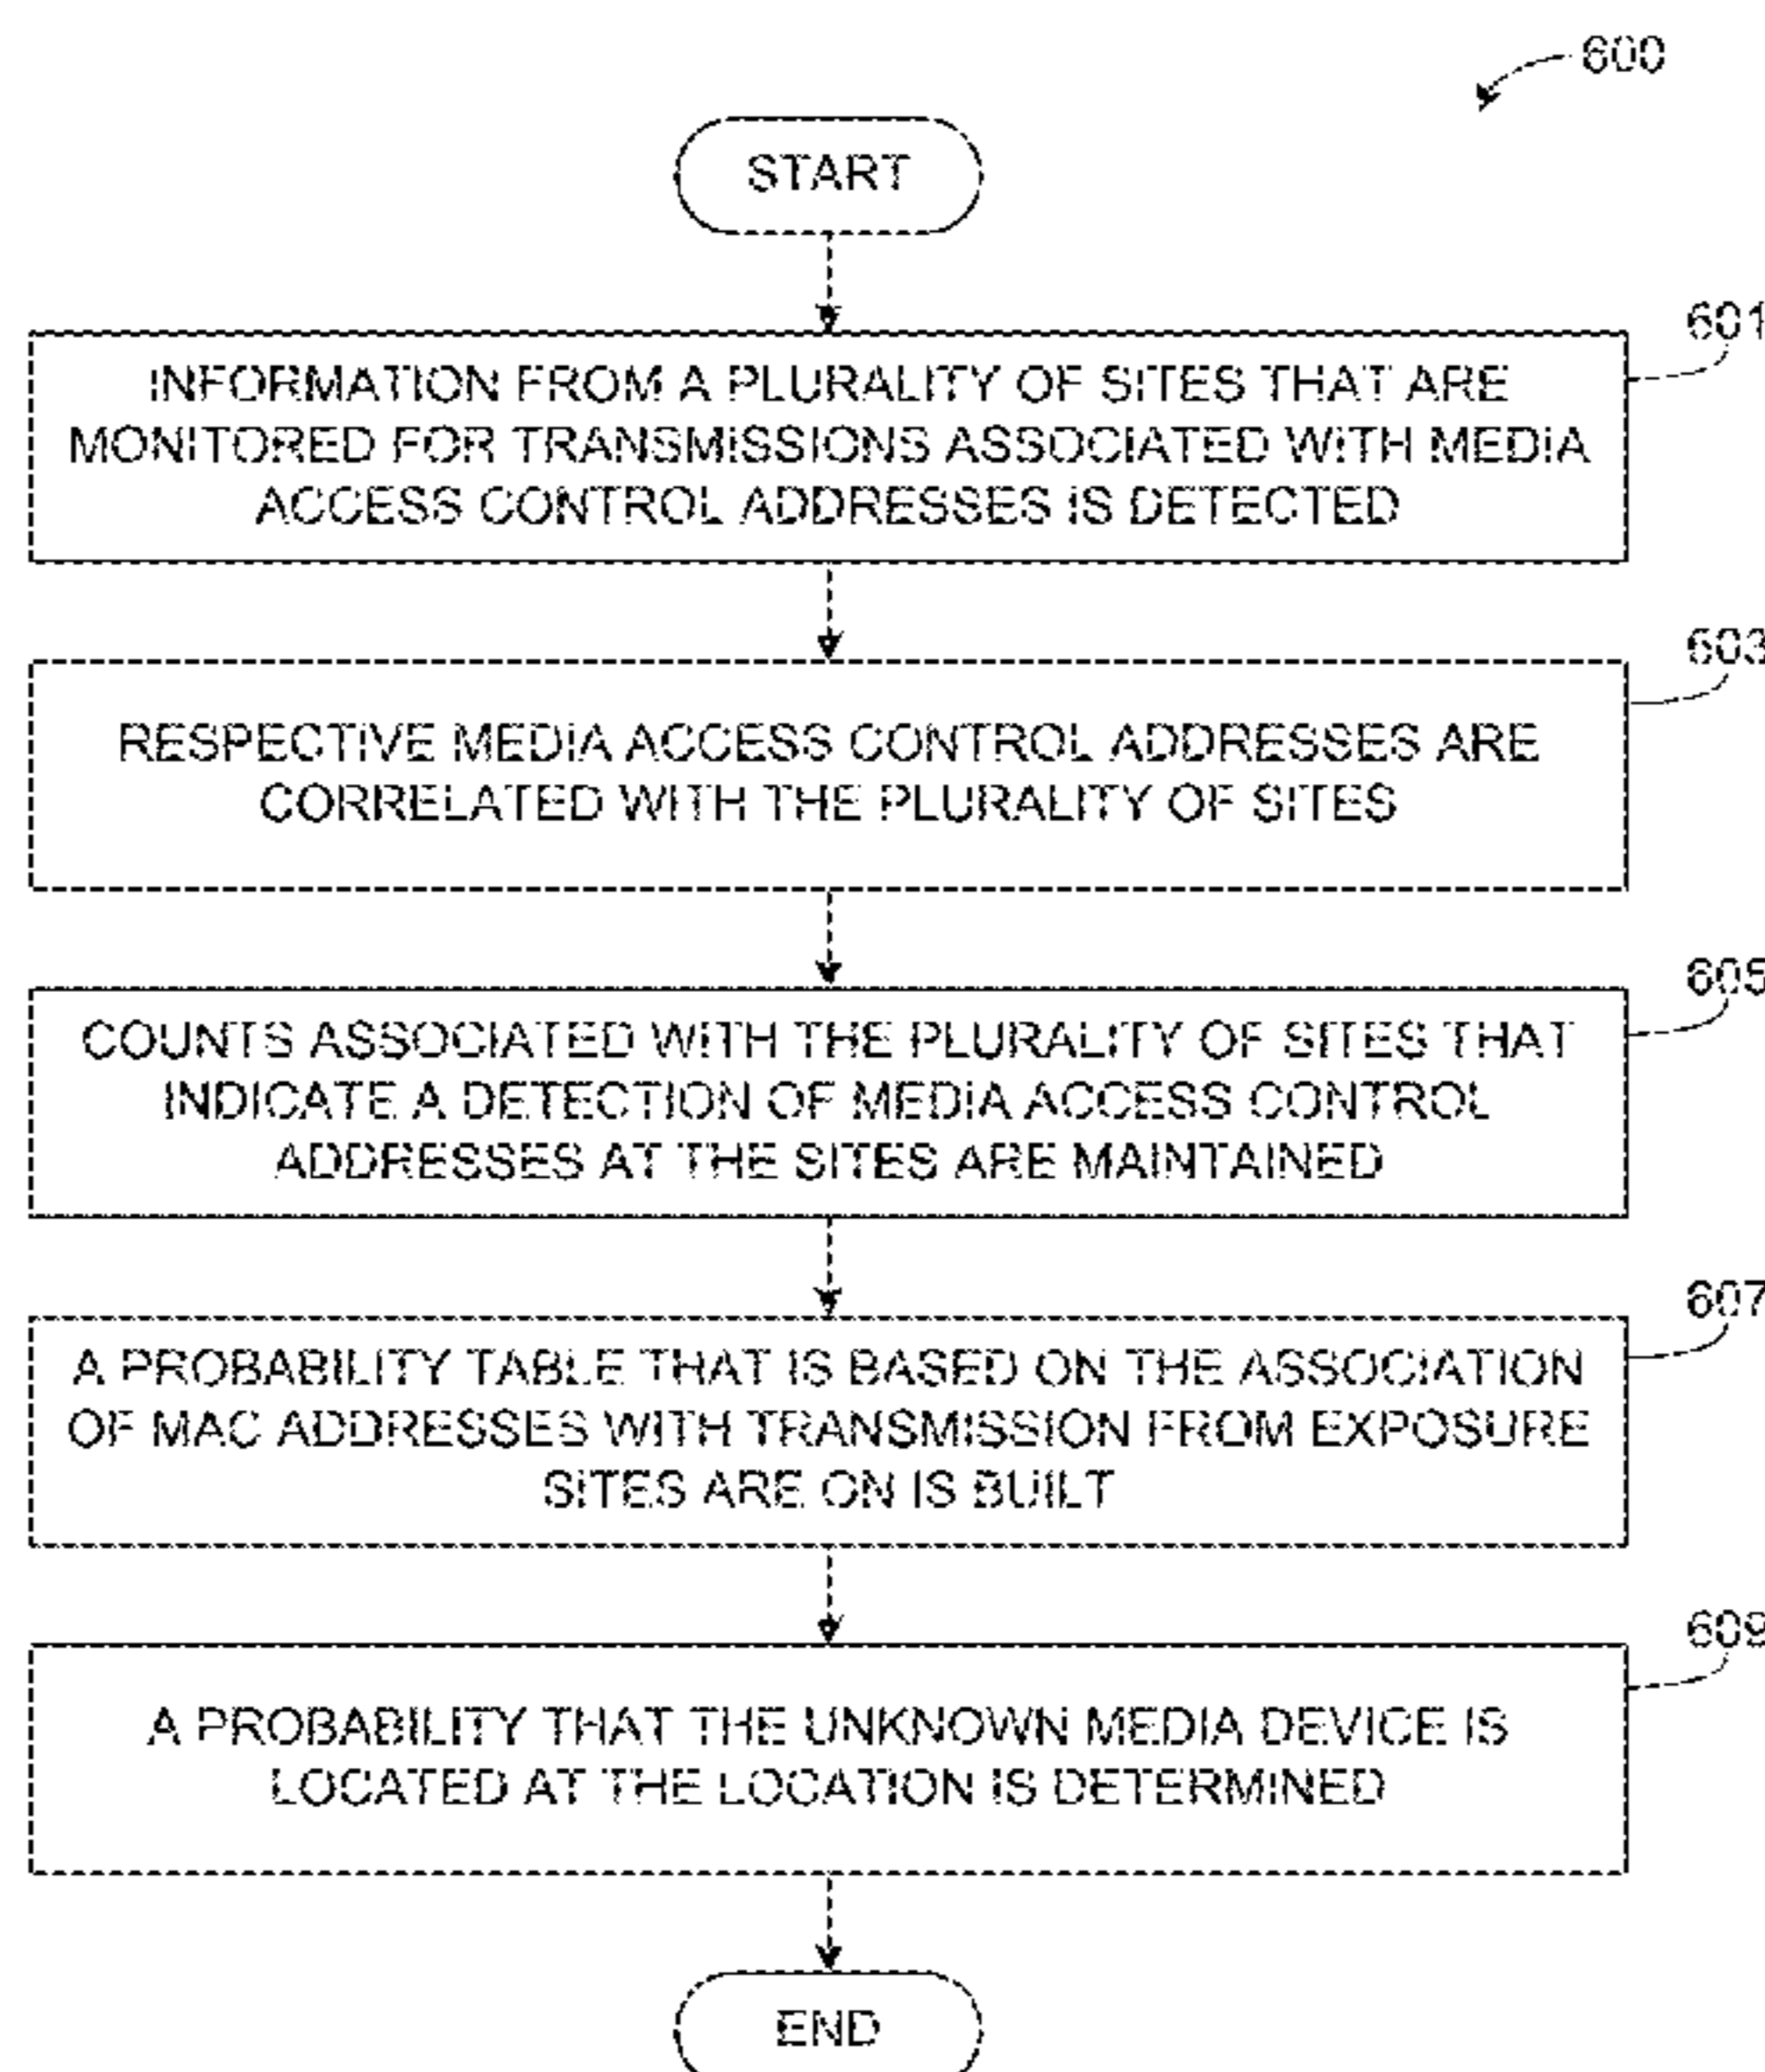 600
START
601
INFORMATION FROM A PLURALITY OF SITES THAT ARE
MONITORED FOR TRANSMISSIONS ASSOCIATED WITH MEDIA
ACCESS CONTROL ADDRESSES IS DETECTED
603
RESPECTIVE MEDIA ACCESS CONTROL ADDRESSES ARE
CORRELATED WITH THE PLURALITY OF SITES
605
COUNTS ASSOCIATED WITH THE PLURALITY OF SITES THAT
INDICATE A DETECTION OF MEDIA ACCESS CONTROL
ADDRESSES AT THE SITES ARE MAINTAINED
607
A PROBABILITY TABLE THAT IS BASED ON THE ASSOCIATION
OF MAC ADDRESSES WITH TRANSMISSION FROM EXPOSURE
SITES ARE ON IS BUILT
609
A PROBABILITY THAT THE UNKNOWN MEDIA DEVICE IS
LOCATED AT THE LOCATION IS DETERMINED
END